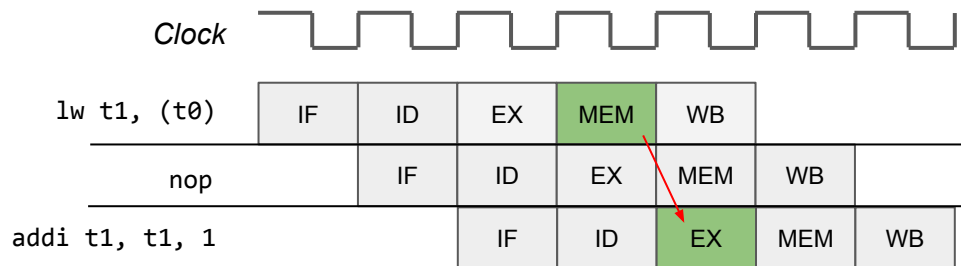 Clock
lw t1, (t0) IF ID EX MEM WB
nop IF ID EX MEM WB
addi t1, t1, 1 IF ID EX MEM WB